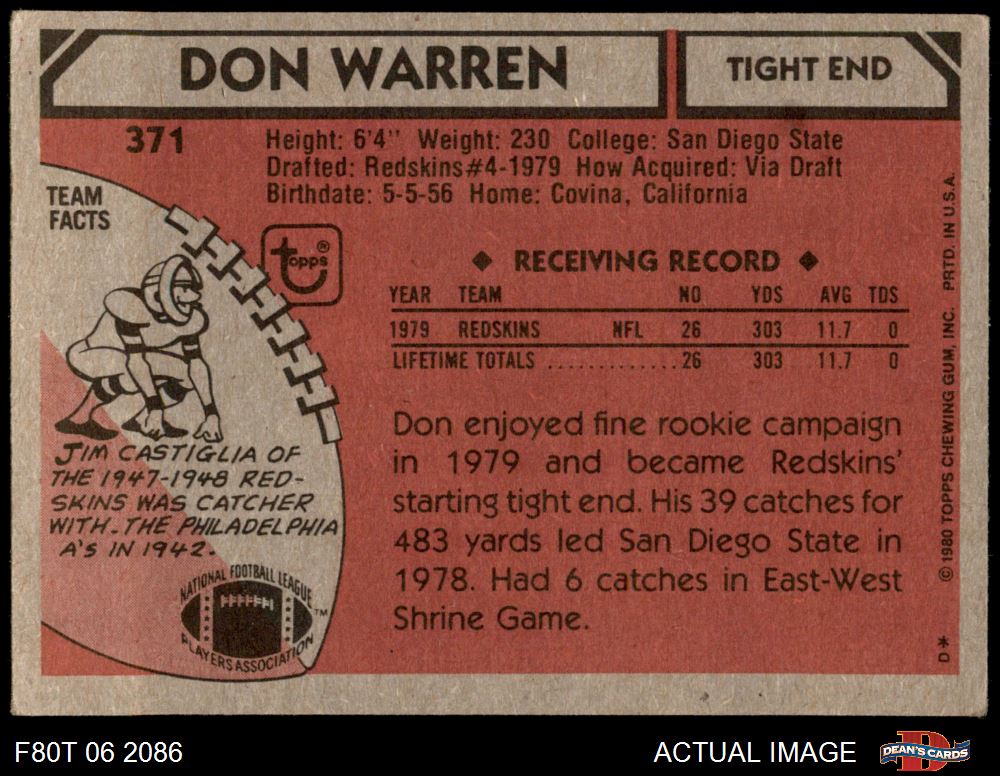 DON WARREN
TIGHT END
371
Height: 6'4" Weight: 230 College: San Diego State
Drafted: Redskins#4-1979 How Acquired: Via Draft
Birthdate: 5-5-56 Home: Covina, California
TEAM
FACTS
topps®
◆ RECEIVING RECORD ◆
YEAR TEAM NO YDS AVG TDS
1979 REDSKINS NFL 26 303 11.7 0
LIFETIME TOTALS ............. 26 303 11.7 0
Don enjoyed fine rookie campaign
in 1979 and became Redskins'
starting tight end. His 39 catches for
483 yards led San Diego State in
1978. Had 6 catches in East-West
Shrine Game.
JIM CASTIGLIA OF
THE 1947-1948 RED-
SKINS WAS CATCHER
WITH THE PHILADELPHIA
A'S IN 1942.
NATIONAL FOOTBALL LEAGUE
PLAYERS ASSOCIATION
TM
© 1980 TOPPS CHEWING GUM, INC. PRTD. IN U.S.A.
D*
F80T 06 2086
ACTUAL IMAGE
D
DEAN'S CARDS